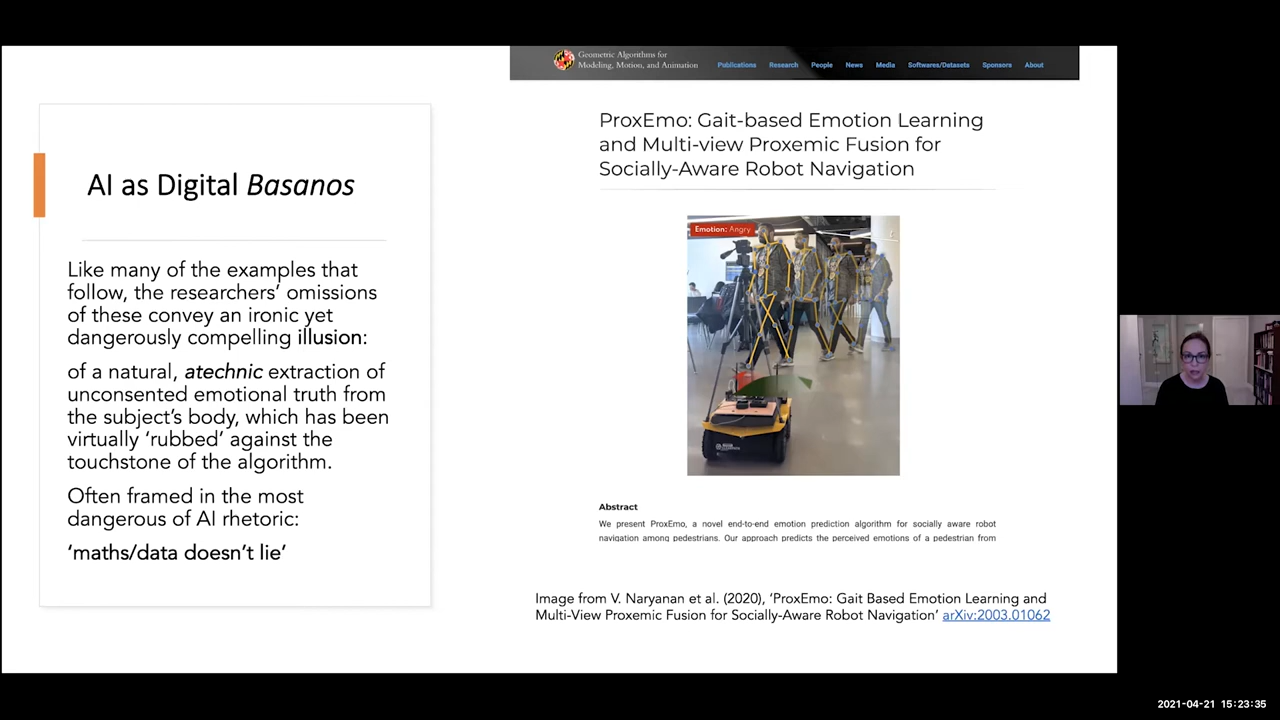 AI as Digital Basanos
Like many of the examples that
follow, the researchers' omissions
of these convey an ironic yet
dangerously compelling illusion:
of a natural, atechnic extraction of
unconsented emotional truth from
the subject's body, which has been
virtually 'rubbed' against the
touchstone of the algorithm.
Often framed in the most
dangerous of AI rhetoric:
'maths/data doesn't lie'
Geometric Algorithms for
Modeling, Motion, and Animation
Publications Research People News Media Softwares/Datasets Sponsors About
ProxEmo: Gait-based Emotion Learning
and Multi-view Proxemic Fusion for
Socially-Aware Robot Navigation
Emotion: Angry
Abstract
We present ProxEmo, a novel end-to-end emotion prediction algorithm for socially aware robot
navigation among pedestrians. Our approach predicts the perceived emotions of a pedestrian from
Image from V. Naryanan et al. (2020), 'ProxEmo: Gait Based Emotion Learning and
Multi-View Proxemic Fusion for Socially-Aware Robot Navigation' arXiv:2003.01062
2021-04-21 15:23:35